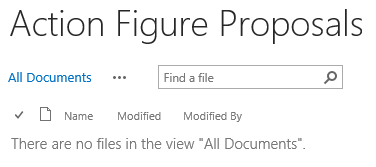 Action Figure Proposals
All Documents ••• Find a file
Name Modified Modified By
There are no files in the view "All Documents".